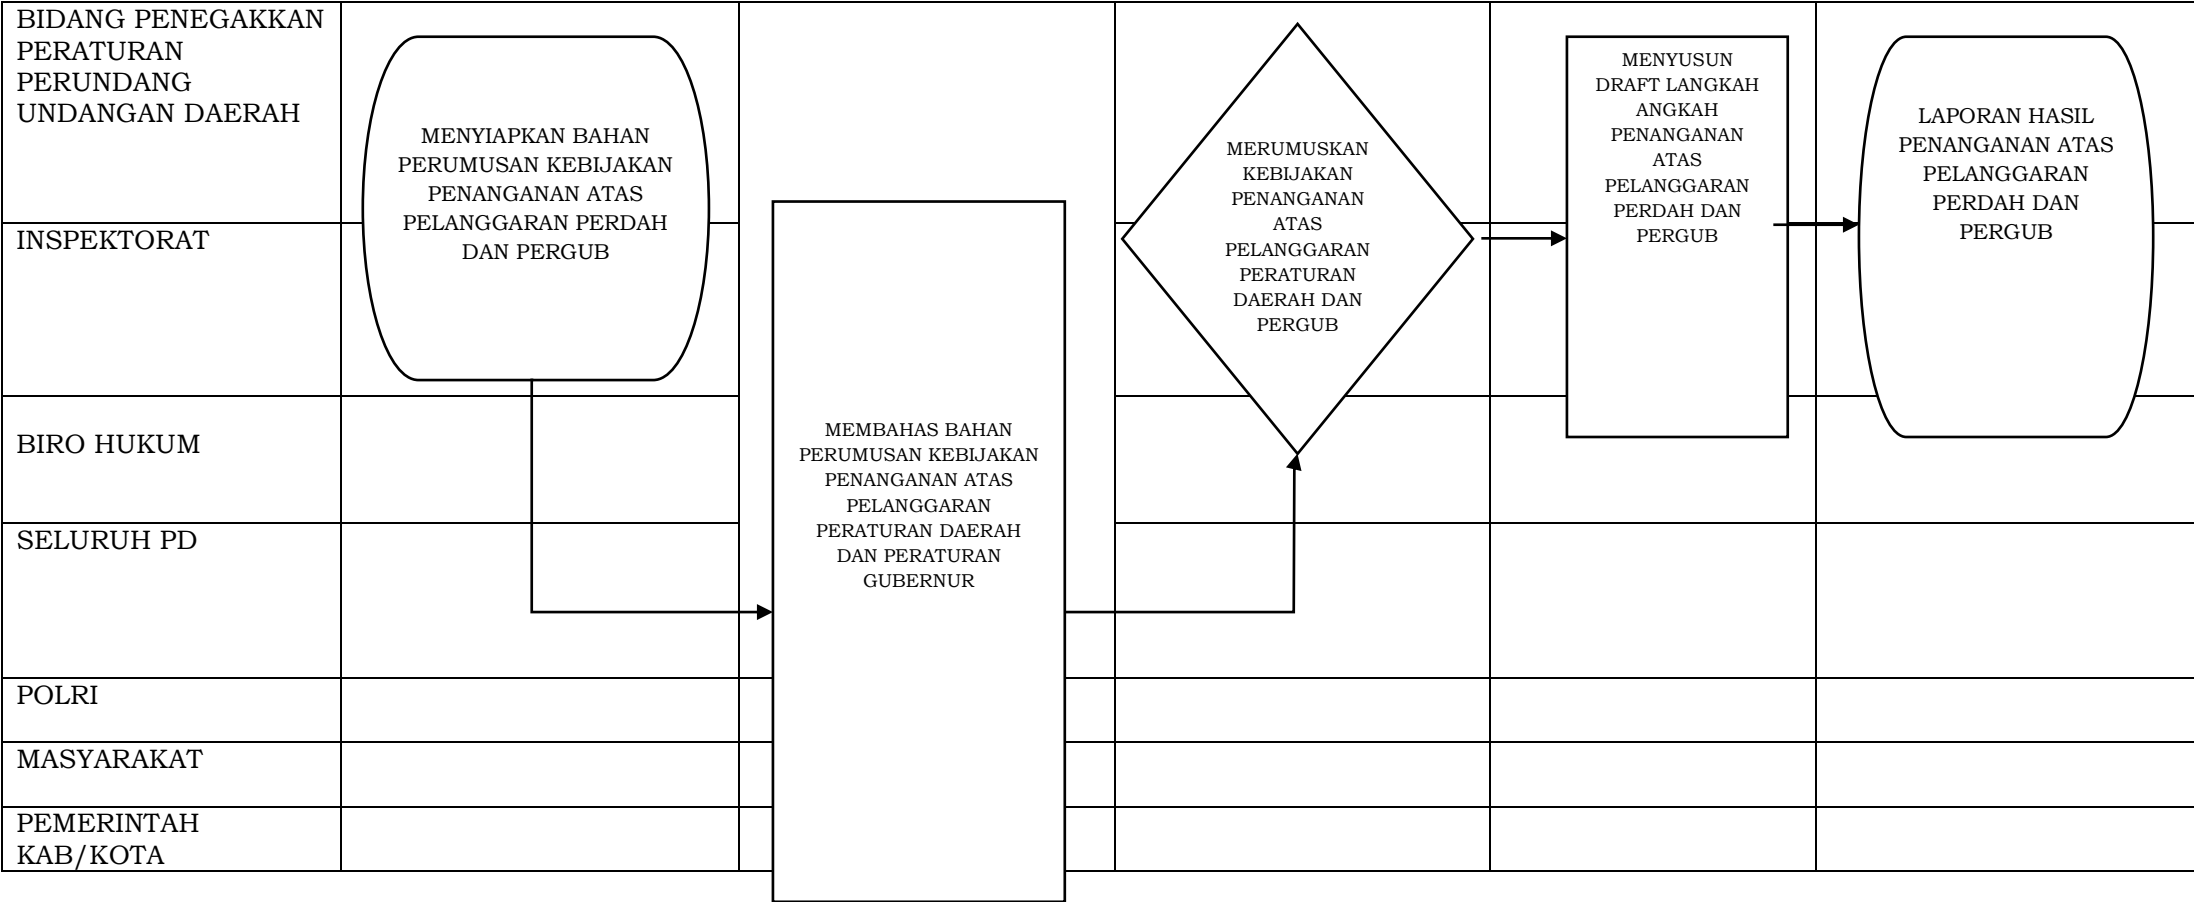 BIDANG PENEGAKKAN
PERATURAN
PERUNDANG
UNDANGAN DAERAH
MENYIAPKAN BAHAN
PERUMUSAN KEBIJAKAN
PENANGANAN ATAS
PELANGGARAN PERDAH
DAN PERGUB
MERUMUSKAN
KEBIJAKAN
PENANGANAN
ATAS
PELANGGARAN
PERATURAN
DAERAH DAN
PERGUB
MENYUSUN
DRAFT LANGKAH
ANGKAH
PENANGANAN
ATAS
PELANGGARAN
PERDAH DAN
PERGUB
LAPORAN HASIL
PENANGANAN ATAS
PELANGGARAN
PERDAH DAN
PERGUB
INSPEKTORAT
BIRO HUKUM
MEMBAHAS BAHAN
PERUMUSAN KEBIJAKAN
PENANGANAN ATAS
PELANGGARAN
PERATURAN DAERAH
DAN PERATURAN
GUBERNUR
SELURUH PD
POLRI
MASYARAKAT
PEMERINTAH
KAB/KOTA